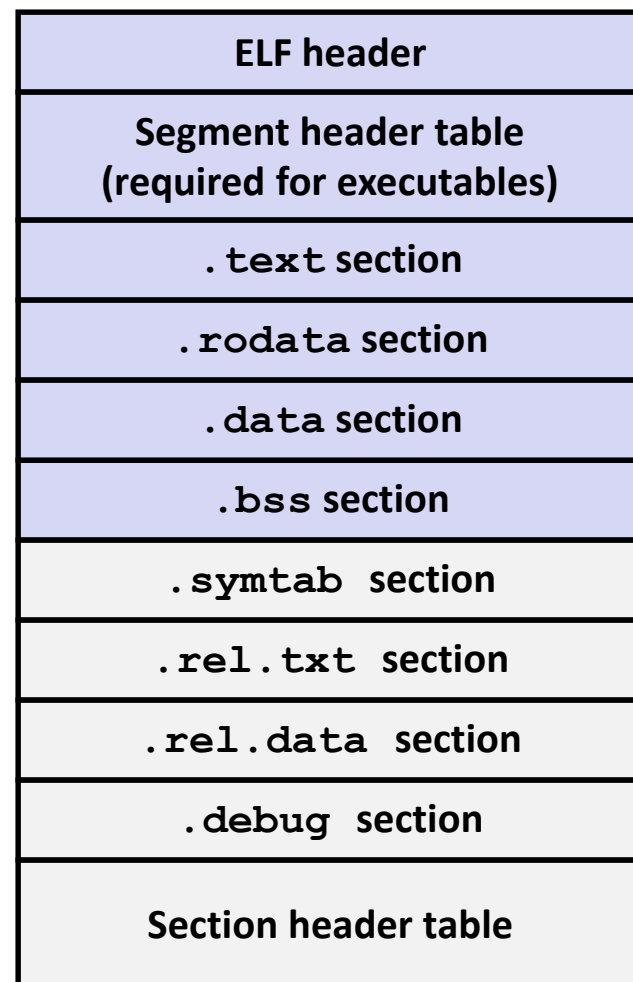 ELF header
Segment header table
(required for executables)
.text section
.rodata section
.data section
.bss section
.symtab section
.rel.txt section
.rel.data section
.debug section
Section header table